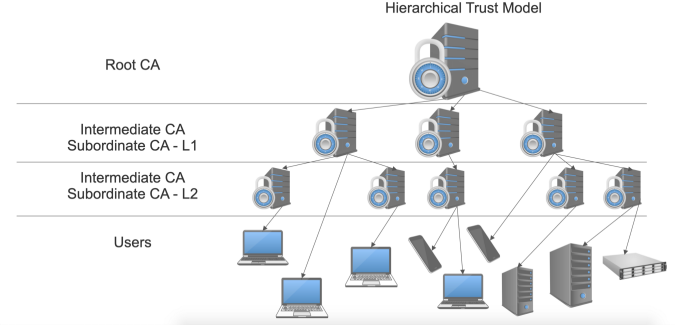 Hierarchical Trust Model
Root CA
Intermediate CA
Subordinate CA - L1
Intermediate CA
Subordinate CA - L2
Users